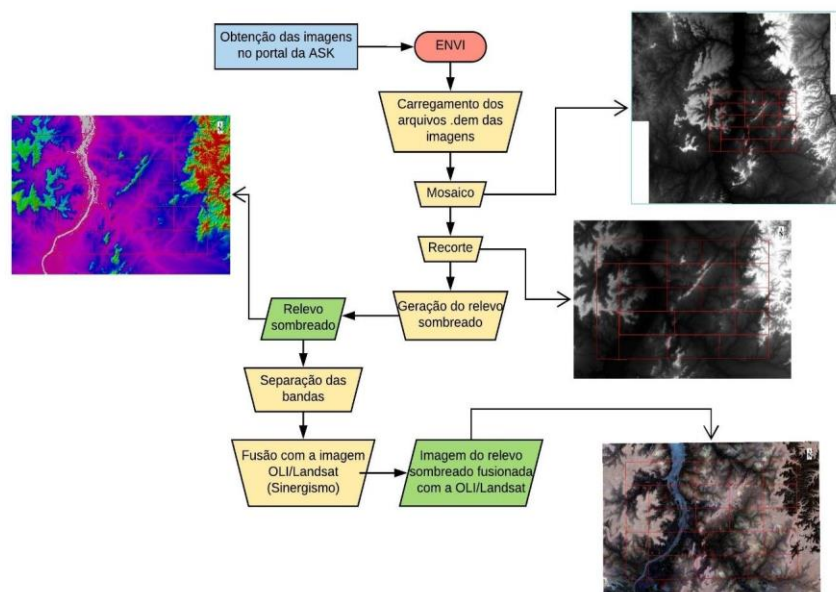 Obtenção das imagens
no portal da ASK
ENVI
Carregamento dos
arquivos .dem das
imagens
Mosaico
Recorte
Geração do relevo
sombreado
Relevo
sombreado
Separação das
bandas
Fusão com a imagem
OLI/Landsat
(Sinergismo)
Imagem do relevo
sombreado fusionada
com a OLI/Landsat